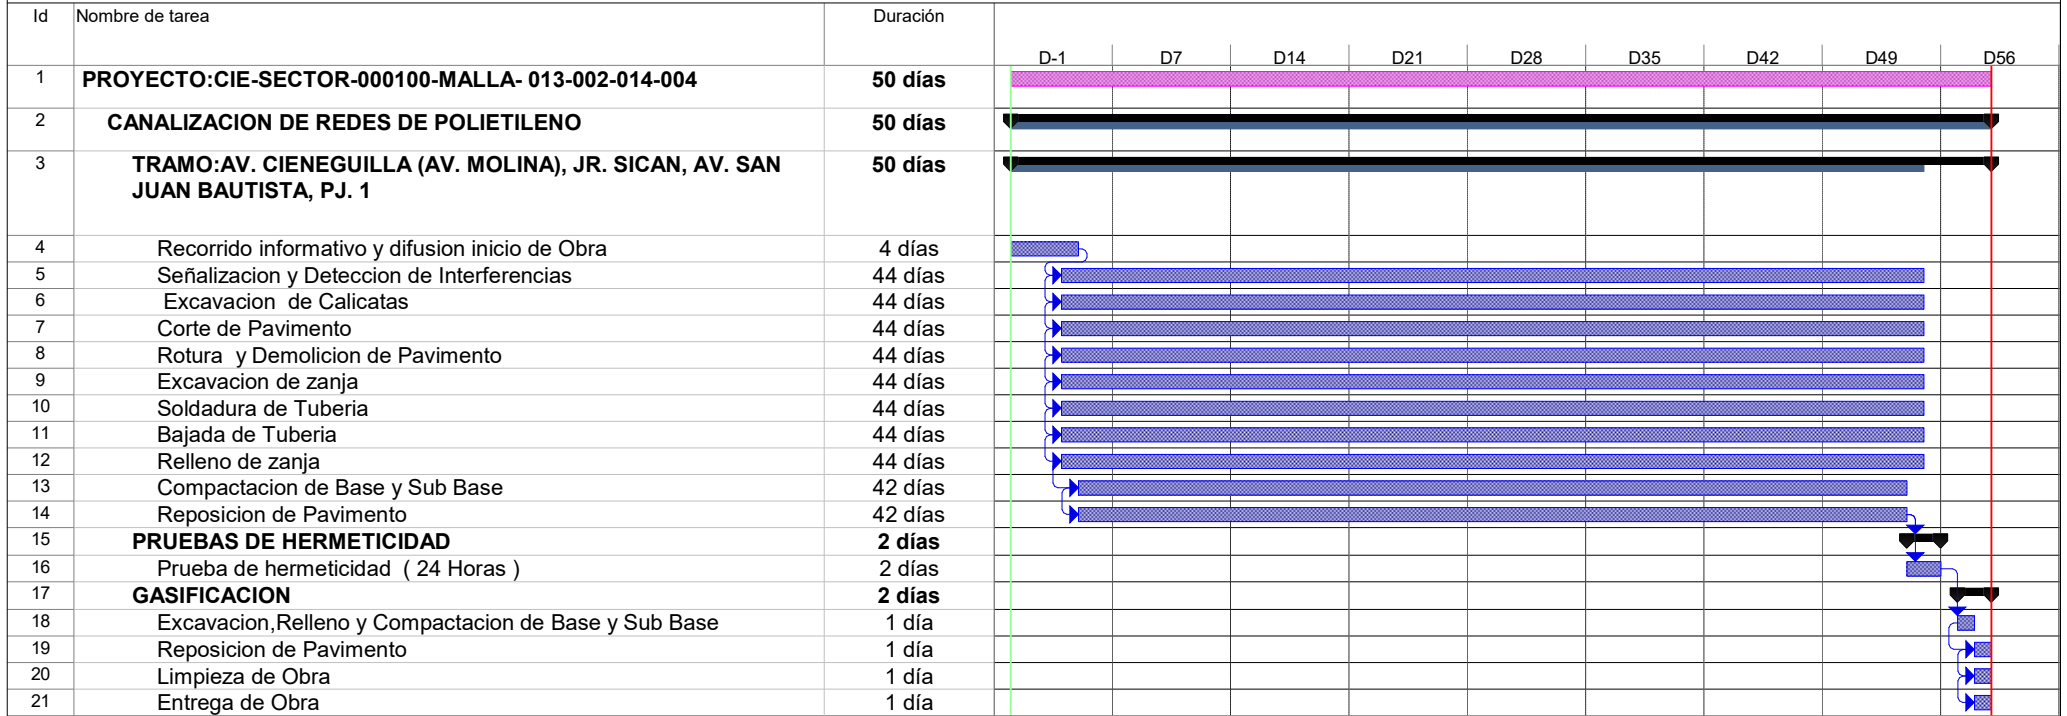 Id Nombre de tarea Duración
D-1 D7 D14 D21 D28 D35 D42 D49 D56
1 PROYECTO:CIE-SECTOR-000100-MALLA- 013-002-014-004 50 días
2 CANALIZACION DE REDES DE POLIETILENO 50 días
3 TRAMO:AV. CIENEGUILLA (AV. MOLINA), JR. SICAN, AV. SAN 50 días
JUAN BAUTISTA, PJ. 1
4 Recorrido informativo y difusion inicio de Obra 4 días
5 Señalizacion y Deteccion de Interferencias 44 días
6 Excavacion de Calicatas 44 días
7 Corte de Pavimento 44 días
8 Rotura y Demolicion de Pavimento 44 días
9 Excavacion de zanja 44 días
10 Soldadura de Tuberia 44 días
11 Bajada de Tuberia 44 días
12 Relleno de zanja 44 días
13 Compactacion de Base y Sub Base 42 días
14 Reposicion de Pavimento 42 días
15 PRUEBAS DE HERMETICIDAD 2 días
16 Prueba de hermeticidad ( 24 Horas ) 2 días
17 GASIFICACION 2 días
18 Excavacion,Relleno y Compactacion de Base y Sub Base 1 día
19 Reposicion de Pavimento 1 día
20 Limpieza de Obra 1 día
21 Entrega de Obra 1 día